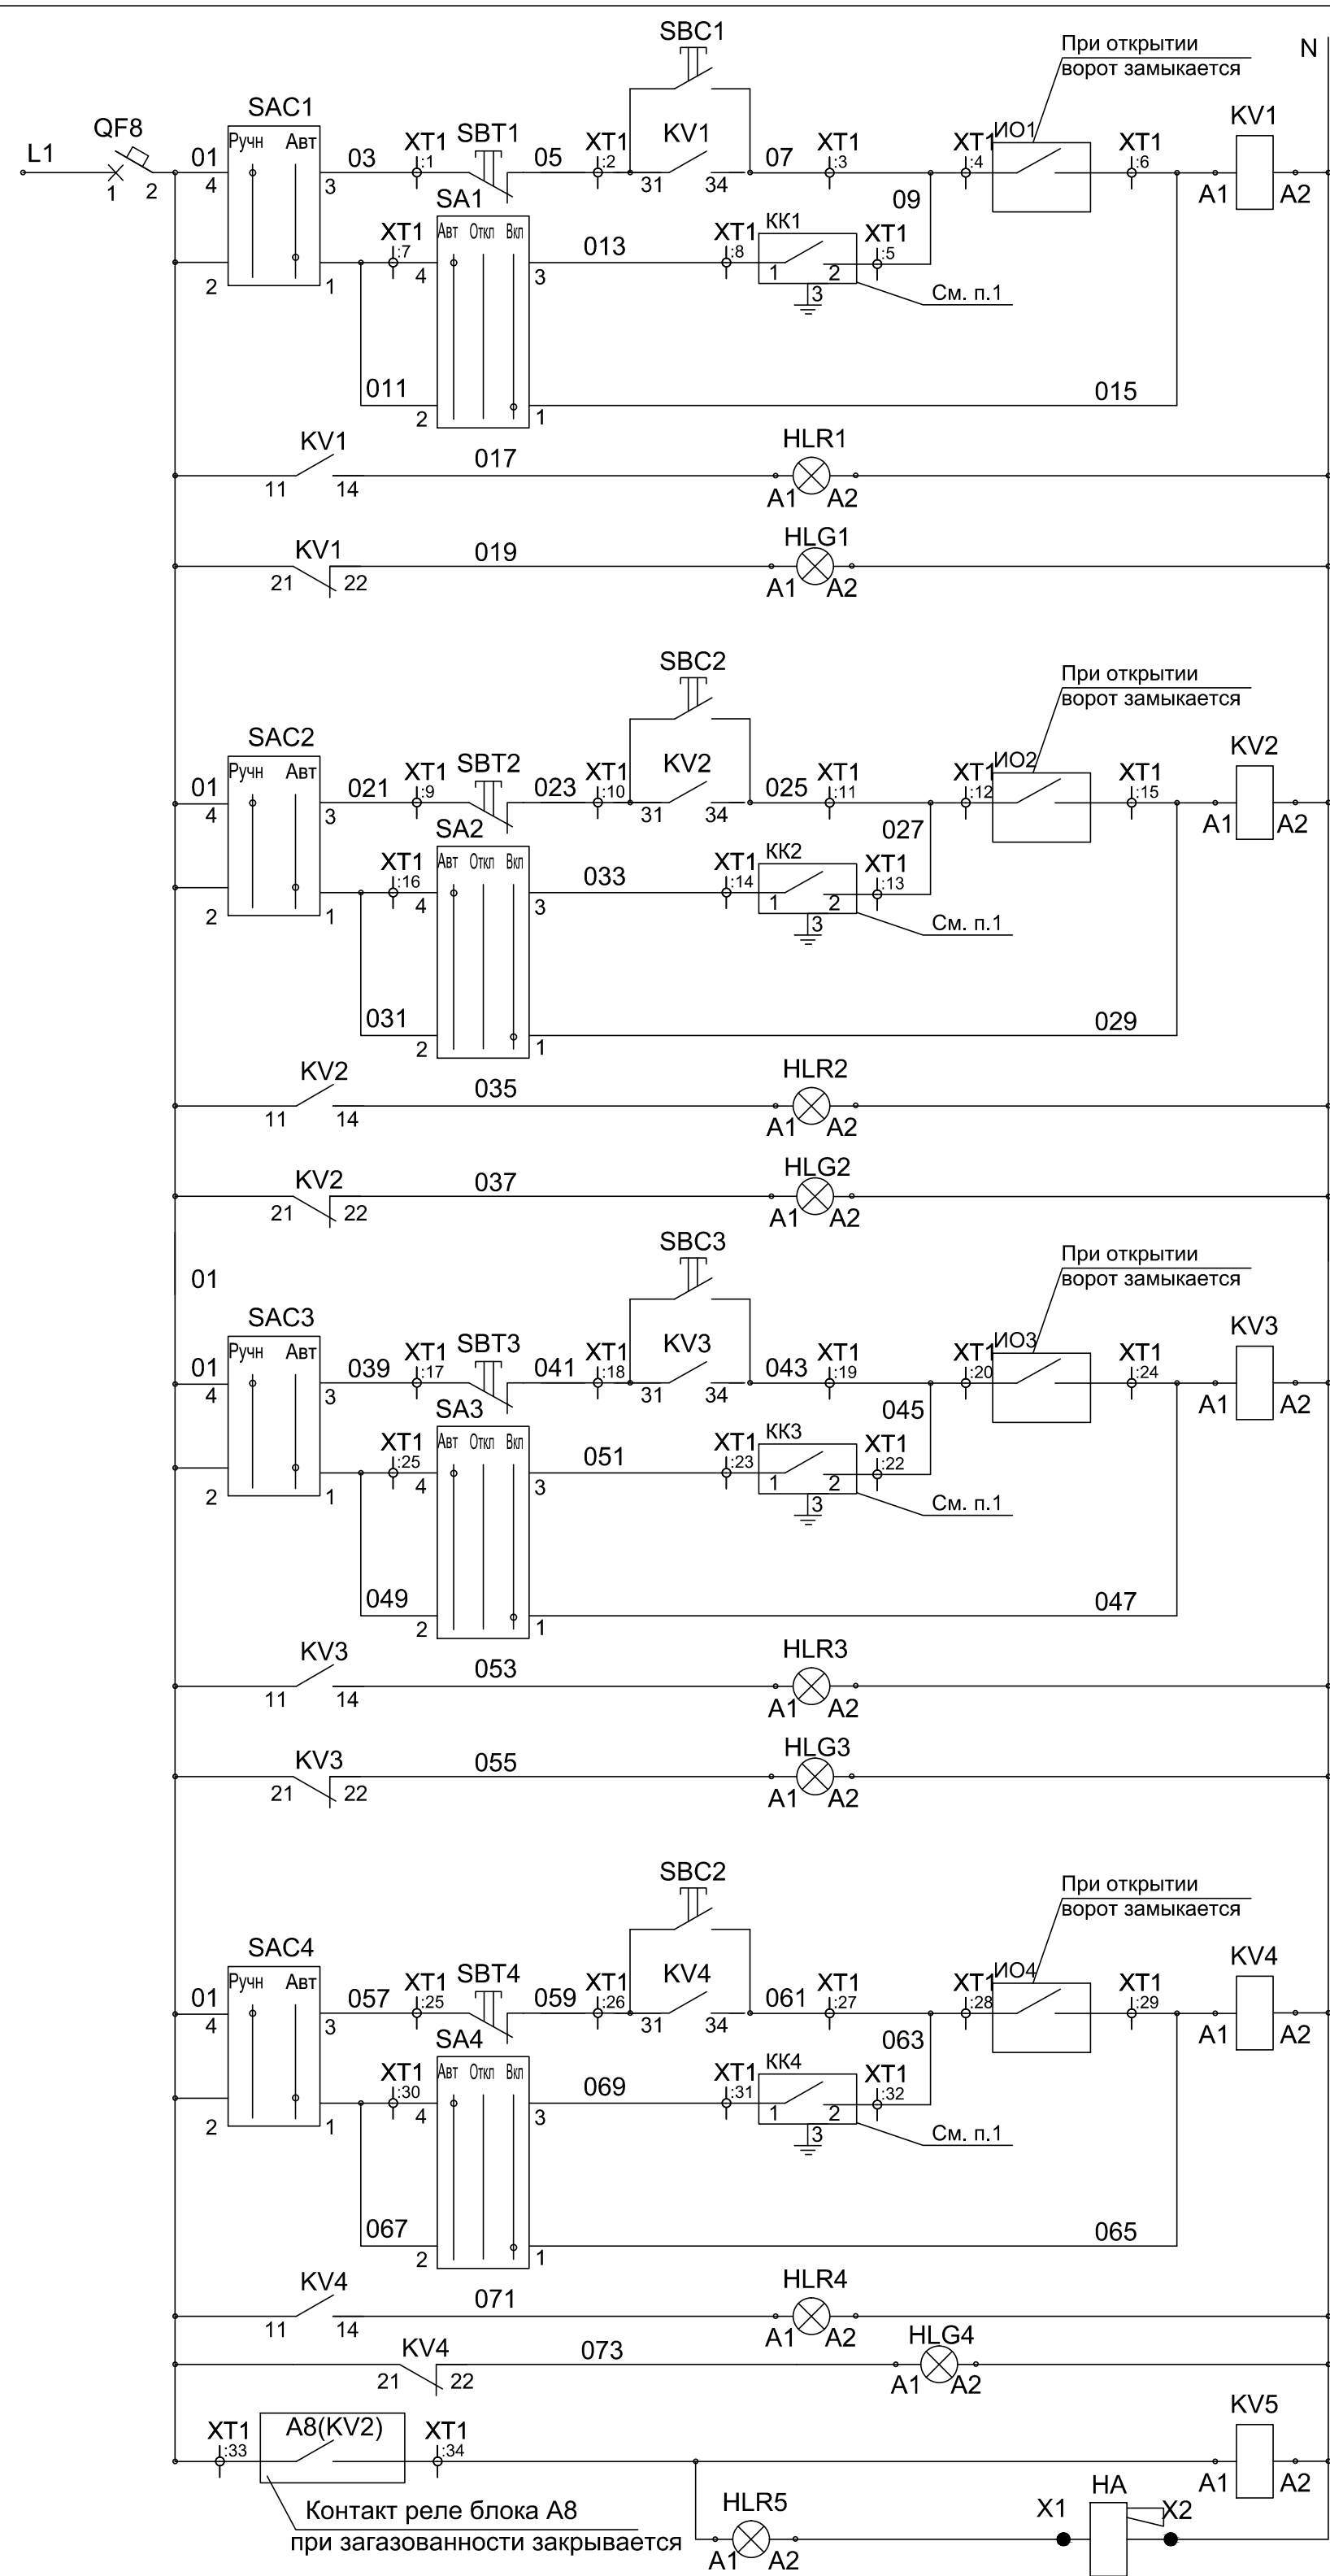 SBC1
При открытии
ворот замыкается
N
L1
QF8
1
2
SAC1
Ручн Авт
01
4
3
03
XT1
:1
SBT1
05
XT1
:2
KV1
31
34
07
XT1
:3
XT1
:4
ИО1
XT1
:6
KV1
A1
A2
09
2
1
XT1
:7
SA1
Авт Откл Вкл
4
3
013
XT1
:8
КК1
1
2
3
XT1
:5
См. п.1
011
2
1
015
KV1
11
14
017
HLR1
A1
A2
KV1
21
22
019
HLG1
A1
A2
SBC2
При открытии
ворот замыкается
SAC2
Ручн Авт
01
4
3
021
XT1
:9
SBT2
023
XT1
:10
KV2
31
34
025
XT1
:11
XT1
:12
ИО2
XT1
:15
KV2
A1
A2
027
2
1
XT1
:16
SA2
Авт Откл Вкл
4
3
033
XT1
:14
КК2
1
2
3
XT1
:13
См. п.1
031
2
1
029
KV2
11
14
035
HLR2
A1
A2
KV2
21
22
037
HLG2
A1
A2
01
SBC3
При открытии
ворот замыкается
SAC3
Ручн Авт
01
4
3
039
XT1
:17
SBT3
041
XT1
:18
KV3
31
34
043
XT1
:19
XT1
:20
ИО3
XT1
:24
KV3
A1
A2
045
2
1
XT1
:25
SA3
Авт Откл Вкл
4
3
051
XT1
:23
КК3
1
2
3
XT1
:22
См. п.1
049
2
1
047
KV3
11
14
053
HLR3
A1
A2
KV3
21
22
055
HLG3
A1
A2
SBC2
При открытии
ворот замыкается
SAC4
Ручн Авт
01
4
3
057
XT1
:25
SBT4
059
XT1
:26
KV4
31
34
061
XT1
:27
XT1
:28
ИО4
XT1
:29
KV4
A1
A2
063
2
1
XT1
:30
SA4
Авт Откл Вкл
4
3
069
XT1
:31
КК4
1
2
3
XT1
:32
См. п.1
067
2
1
065
KV4
11
14
071
HLR4
A1
A2
KV4
21
22
073
HLG4
A1
A2
XT1
:33
A8(KV2)
XT1
:34
KV5
A1
A2
Контакт реле блока А8
при загазованности закрывается
HLR5
A1
A2
X1
HA
X2